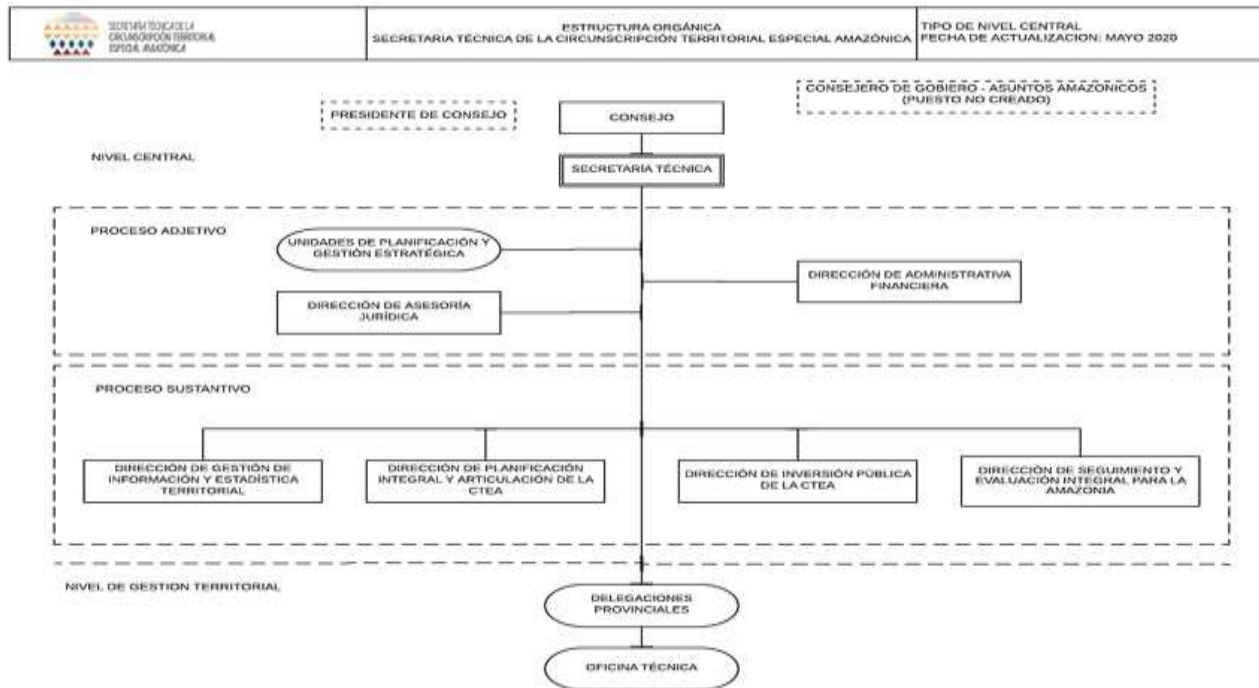 SECRETARÍA TÉCNICA DE LA
CIRCUNSCRIPCIÓN TERRITORIAL
ESPECIAL AMAZÓNICA
ESTRUCTURA ORGÁNICA
SECRETARIA TÉCNICA DE LA CIRCUNSCRIPCIÓN TERRITORIAL ESPECIAL AMAZÓNICA
TIPO DE NIVEL CENTRAL
FECHA DE ACTUALIZACION: MAYO 2020
CONSEJERO DE GOBIERO - ASUNTOS AMAZONICOS
(PUESTO NO CREADO)
PRESIDENTE DE CONSEJO
CONSEJO
NIVEL CENTRAL
SECRETARÍA TÉCNICA
PROCESO ADJETIVO
UNIDADES DE PLANIFICACIÓN Y
GESTIÓN ESTRATÉGICA
DIRECCIÓN DE ADMINISTRATIVA
FINANCIERA
DIRECCIÓN DE ASESORÍA
JURÍDICA
PROCESO SUSTANTIVO
DIRECCIÓN DE GESTIÓN DE
INFORMACIÓN Y ESTADÍSTICA
TERRITORIAL
DIRECCIÓN DE PLANIFICACIÓN
INTEGRAL Y ARTICULACIÓN DE LA
CTEA
DIRECCIÓN DE INVERSIÓN PÚBLICA
DE LA CTEA
DIRECCIÓN DE SEGUIMIENTO Y
EVALUACIÓN INTEGRAL PARA LA
AMAZONIA
NIVEL DE GESTION TERRITORIAL
DELEGACIONES
PROVINCIALES
OFICINA TÉCNICA